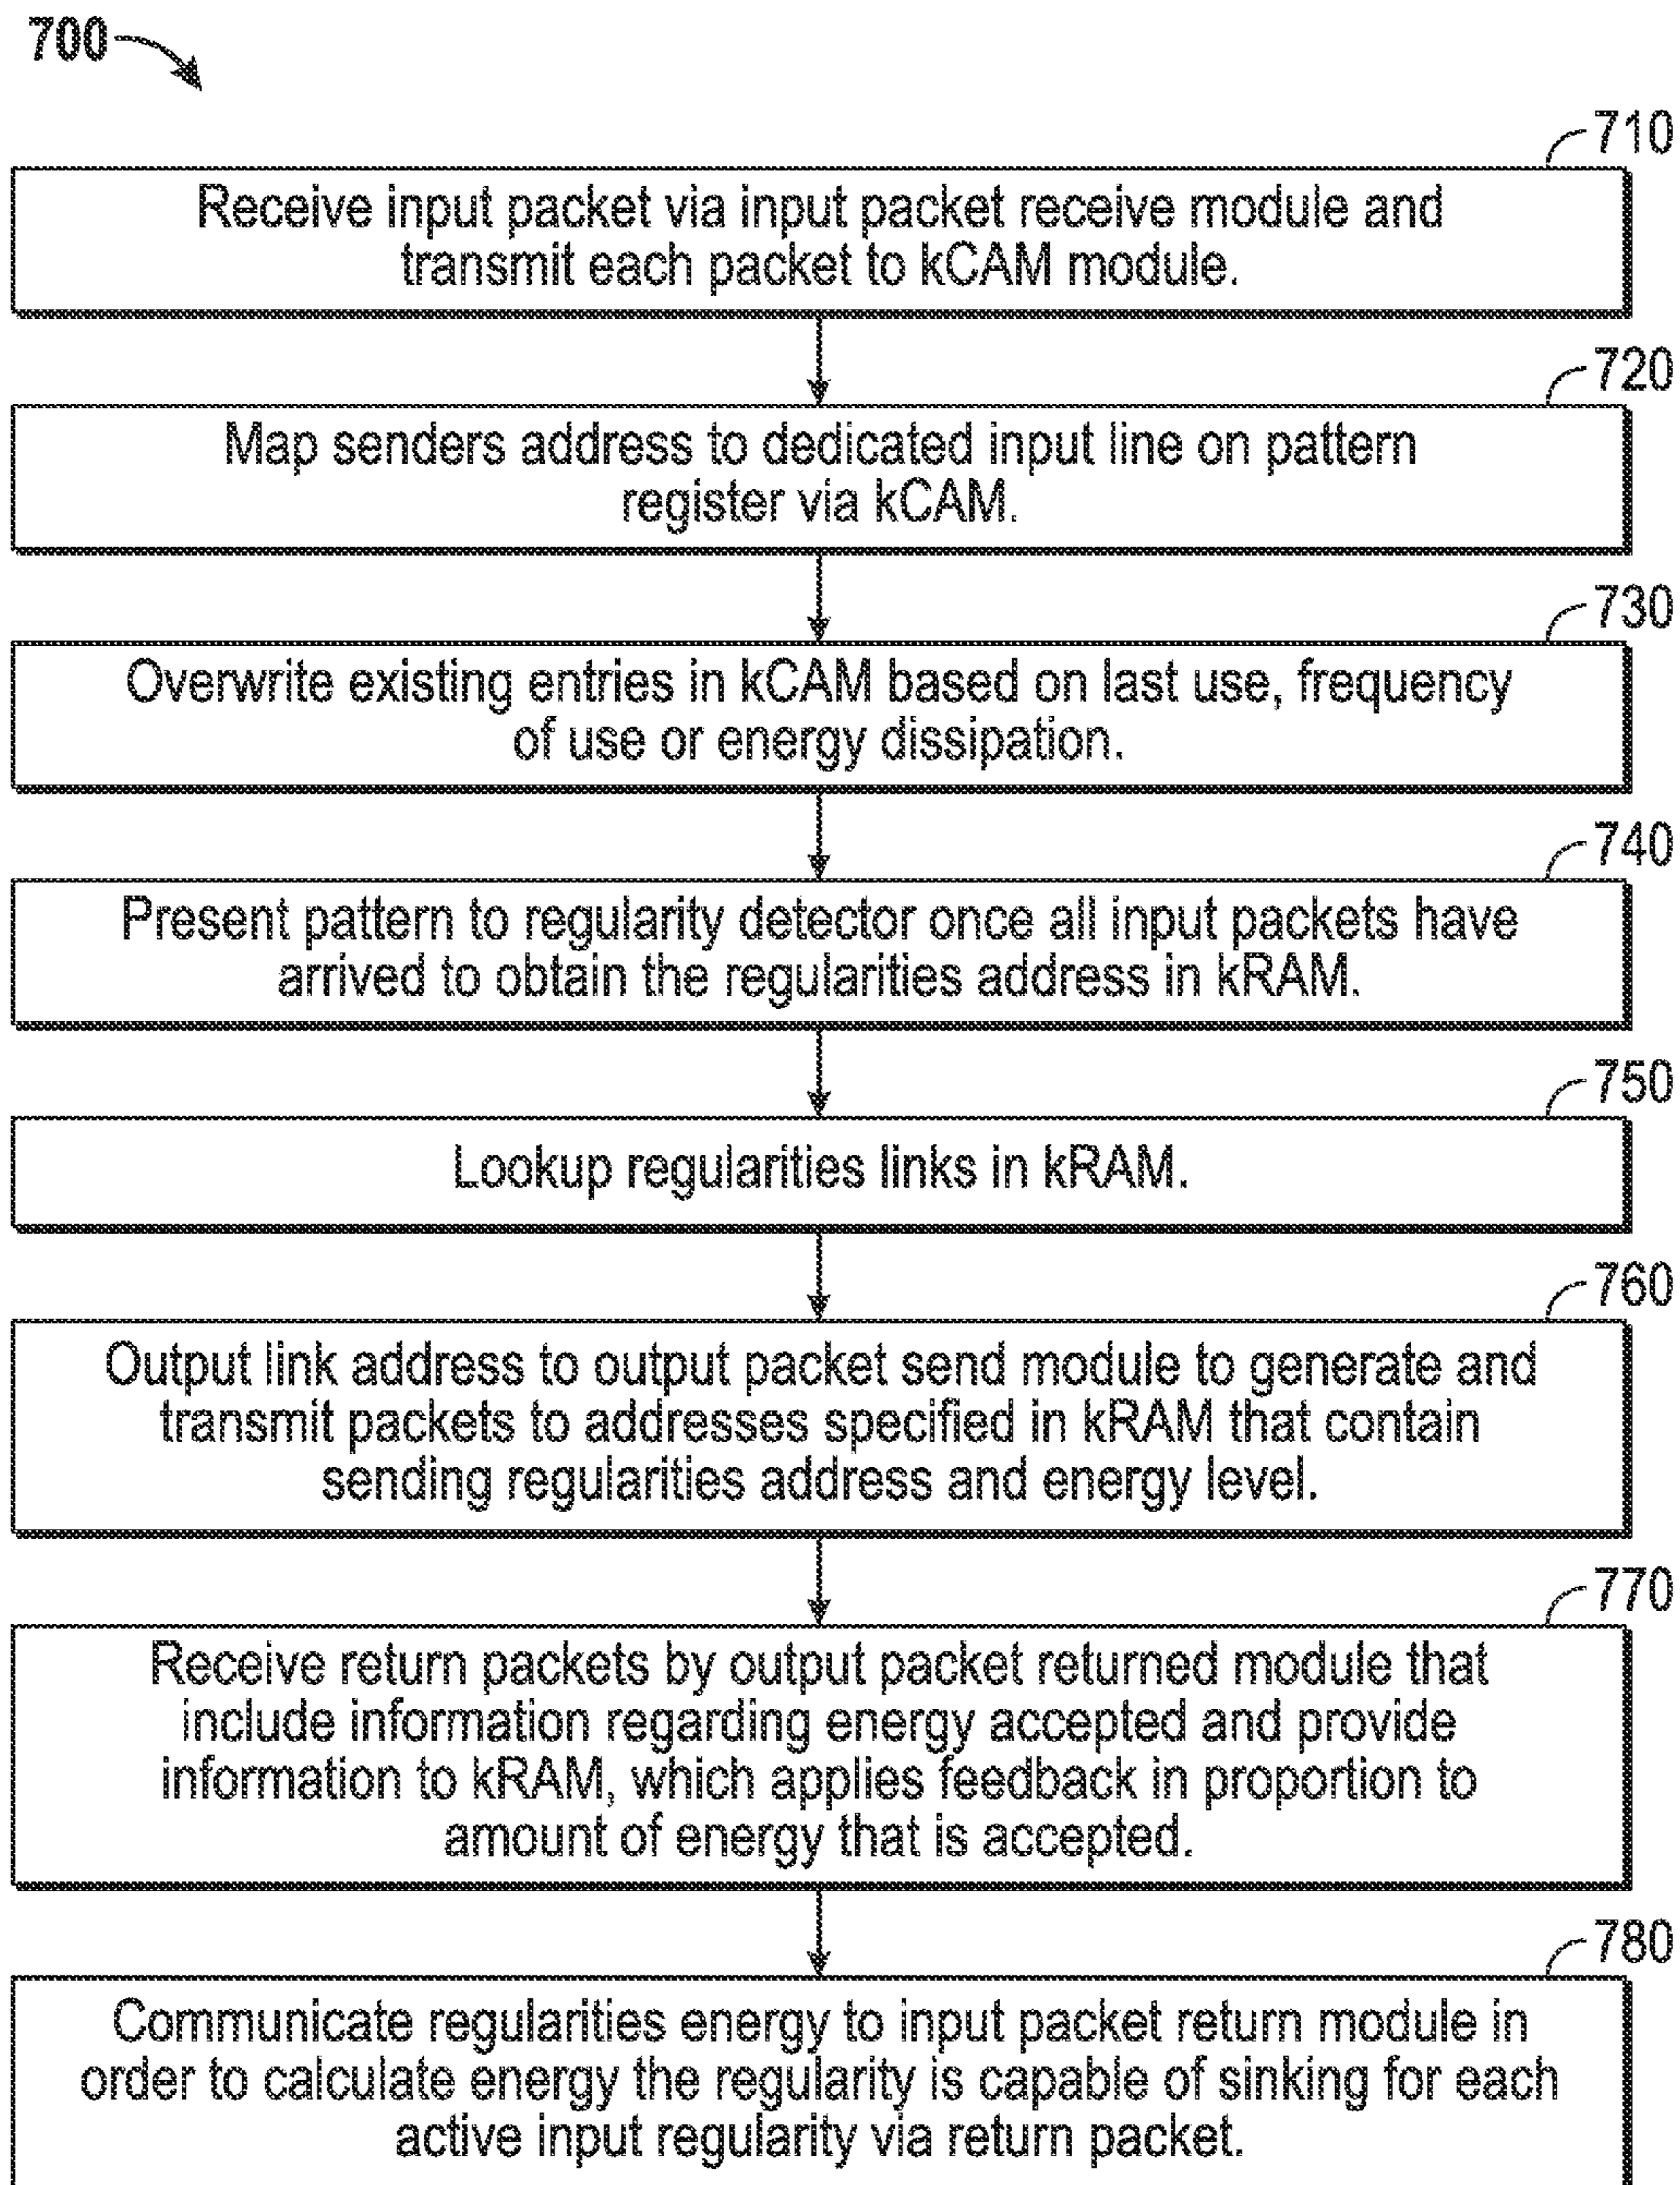 700
710
Receive input packet via input packet receive module and
transmit each packet to kCAM module.
720
Map senders address to dedicated input line on pattern
register via kCAM.
730
Overwrite existing entries in kCAM based on last use, frequency
of use or energy dissipation.
740
Present pattern to regularity detector once all input packets have
arrived to obtain the regularities address in kRAM.
750
Lookup regularities links in kRAM.
760
Output link address to output packet send module to generate and
transmit packets to addresses specified in kRAM that contain
sending regularities address and energy level.
770
Receive return packets by output packet returned module that
include information regarding energy accepted and provide
information to kRAM, which applies feedback in proportion to
amount of energy that is accepted.
780
Communicate regularities energy to input packet return module in
order to calculate energy the regularity is capable of sinking for each
active input regularity via return packet.